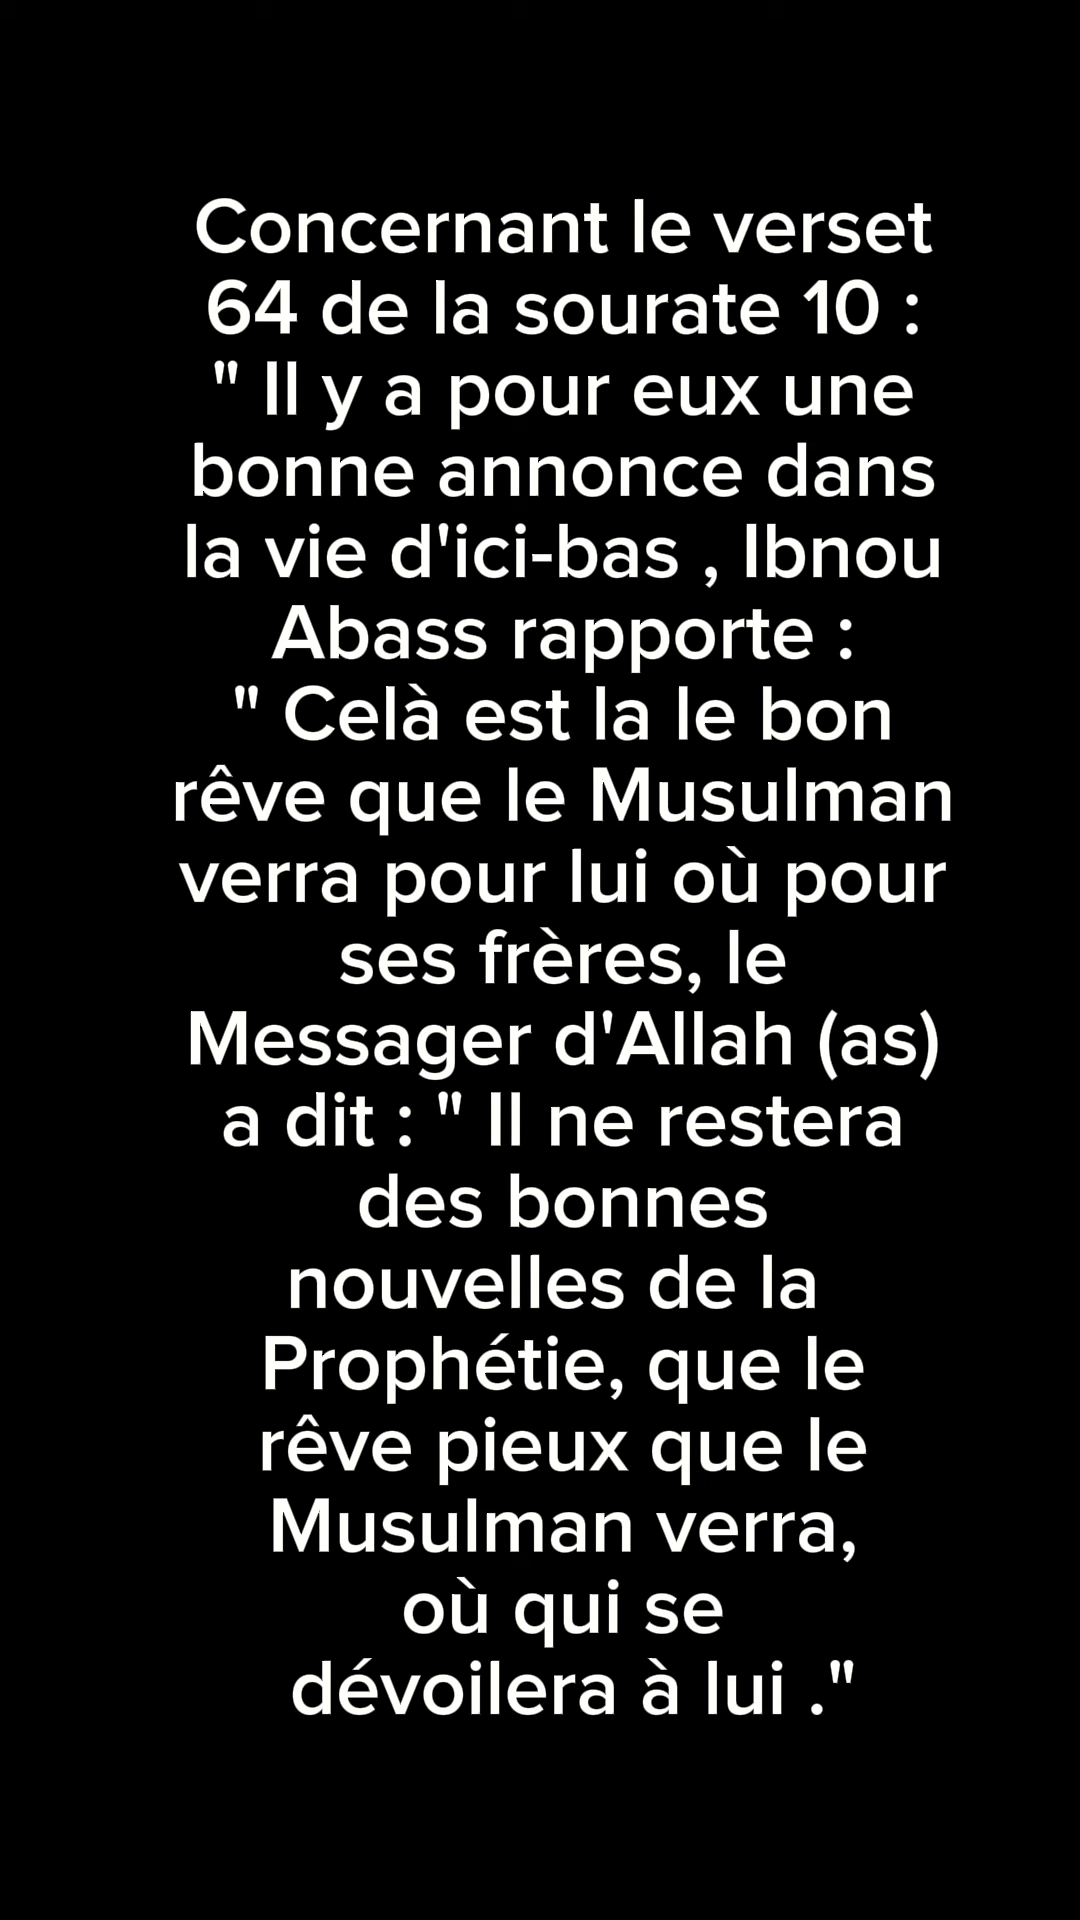 Concernant le verset
64 de la sourate 10 :
" Il y a pour eux une
bonne annonce dans
la vie d'ici-bas , Ibnou
Abass rapporte :
" Celà est la le bon
rêve que le Musulman
verra pour lui où pour
ses frères, le
Messager d'Allah (as)
a dit : " Il ne restera
des bonnes
nouvelles de la
Prophétie, que le
rêve pieux que le
Musulman verra,
où qui se
dévoilera à lui ."